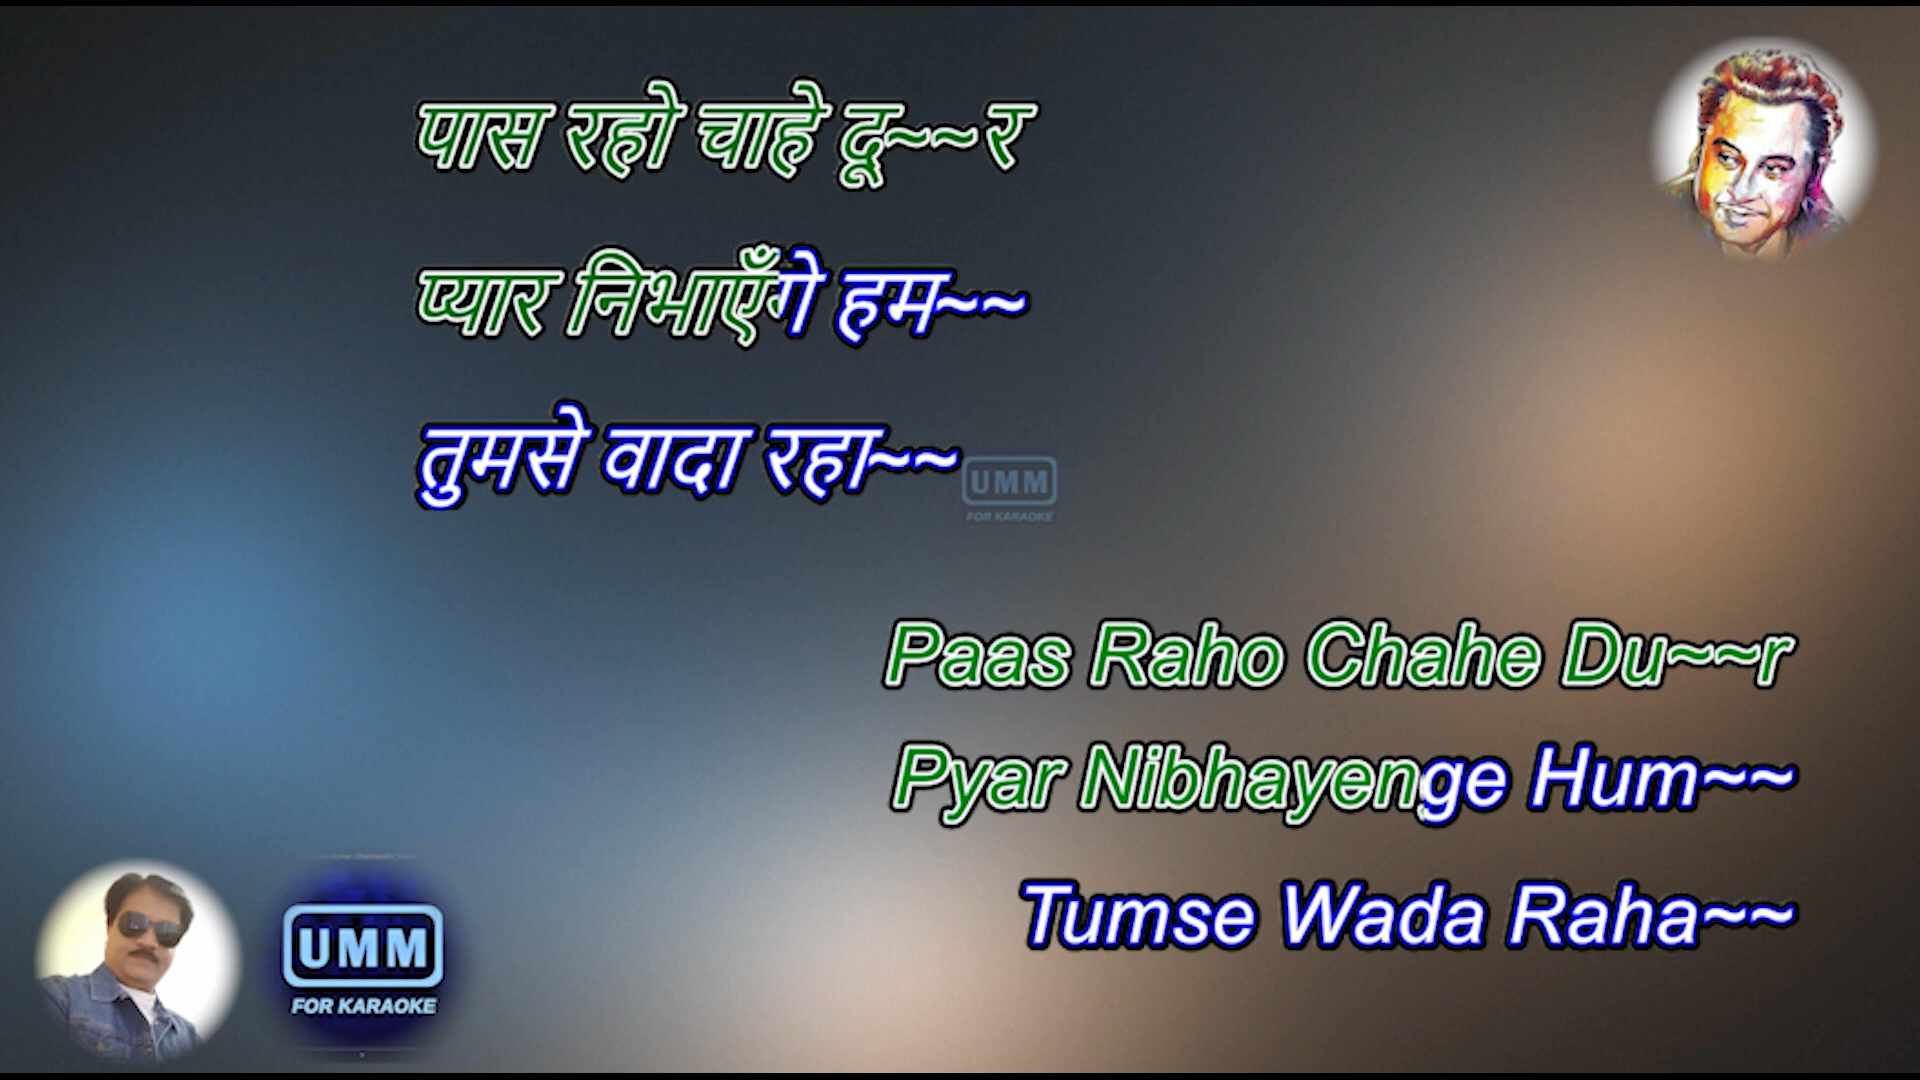 पास रहो चाहे दू~~र
प्यार निभाएँगे हम~~
तुमसे वादा रहा~~
UMM
FOR KARAOKE
Paas Raho Chahe Du~~r
Pyar Nibhayenge Hum~~
Tumse Wada Raha~~
UMM
FOR KARAOKE